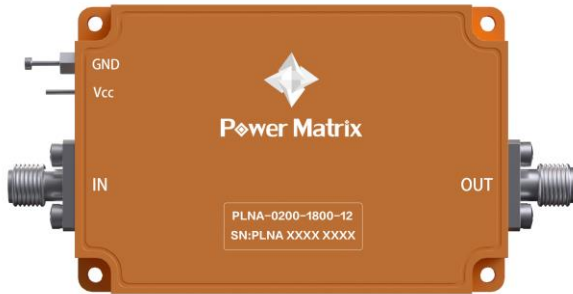 GND
Vcc
Power Matrix
IN
OUT
PLNA-0200-1800-12
SN:PLNA XXXX XXXX